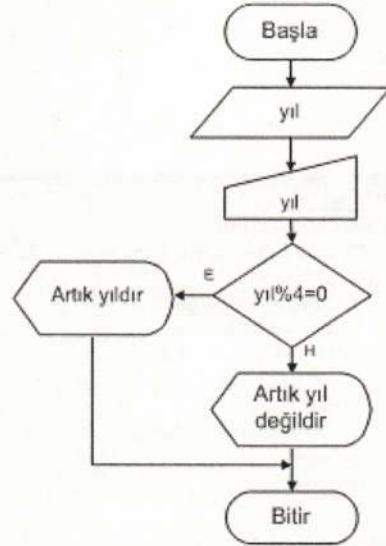 Başla
yıl
yıl
yıl%4=0
E
Artık yıldır
H
Artık yıl
değildir
Bitir